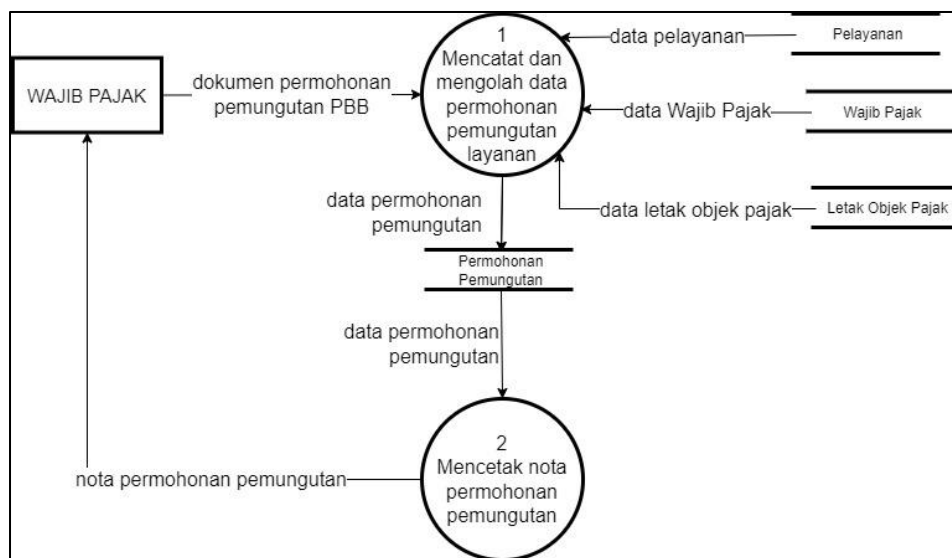 WAJIB PAJAK
dokumen permohonan
pemungutan PBB
1
Mencatat dan
mengolah data
permohonan
pemungutan
layanan
data pelayanan
Pelayanan
data Wajib Pajak
Wajib Pajak
data letak objek pajak
Letak Objek Pajak
data permohonan
pemungutan
Permohonan
Pemungutan
data permohonan
pemungutan
2
Mencetak nota
permohonan
pemungutan
nota permohonan pemungutan